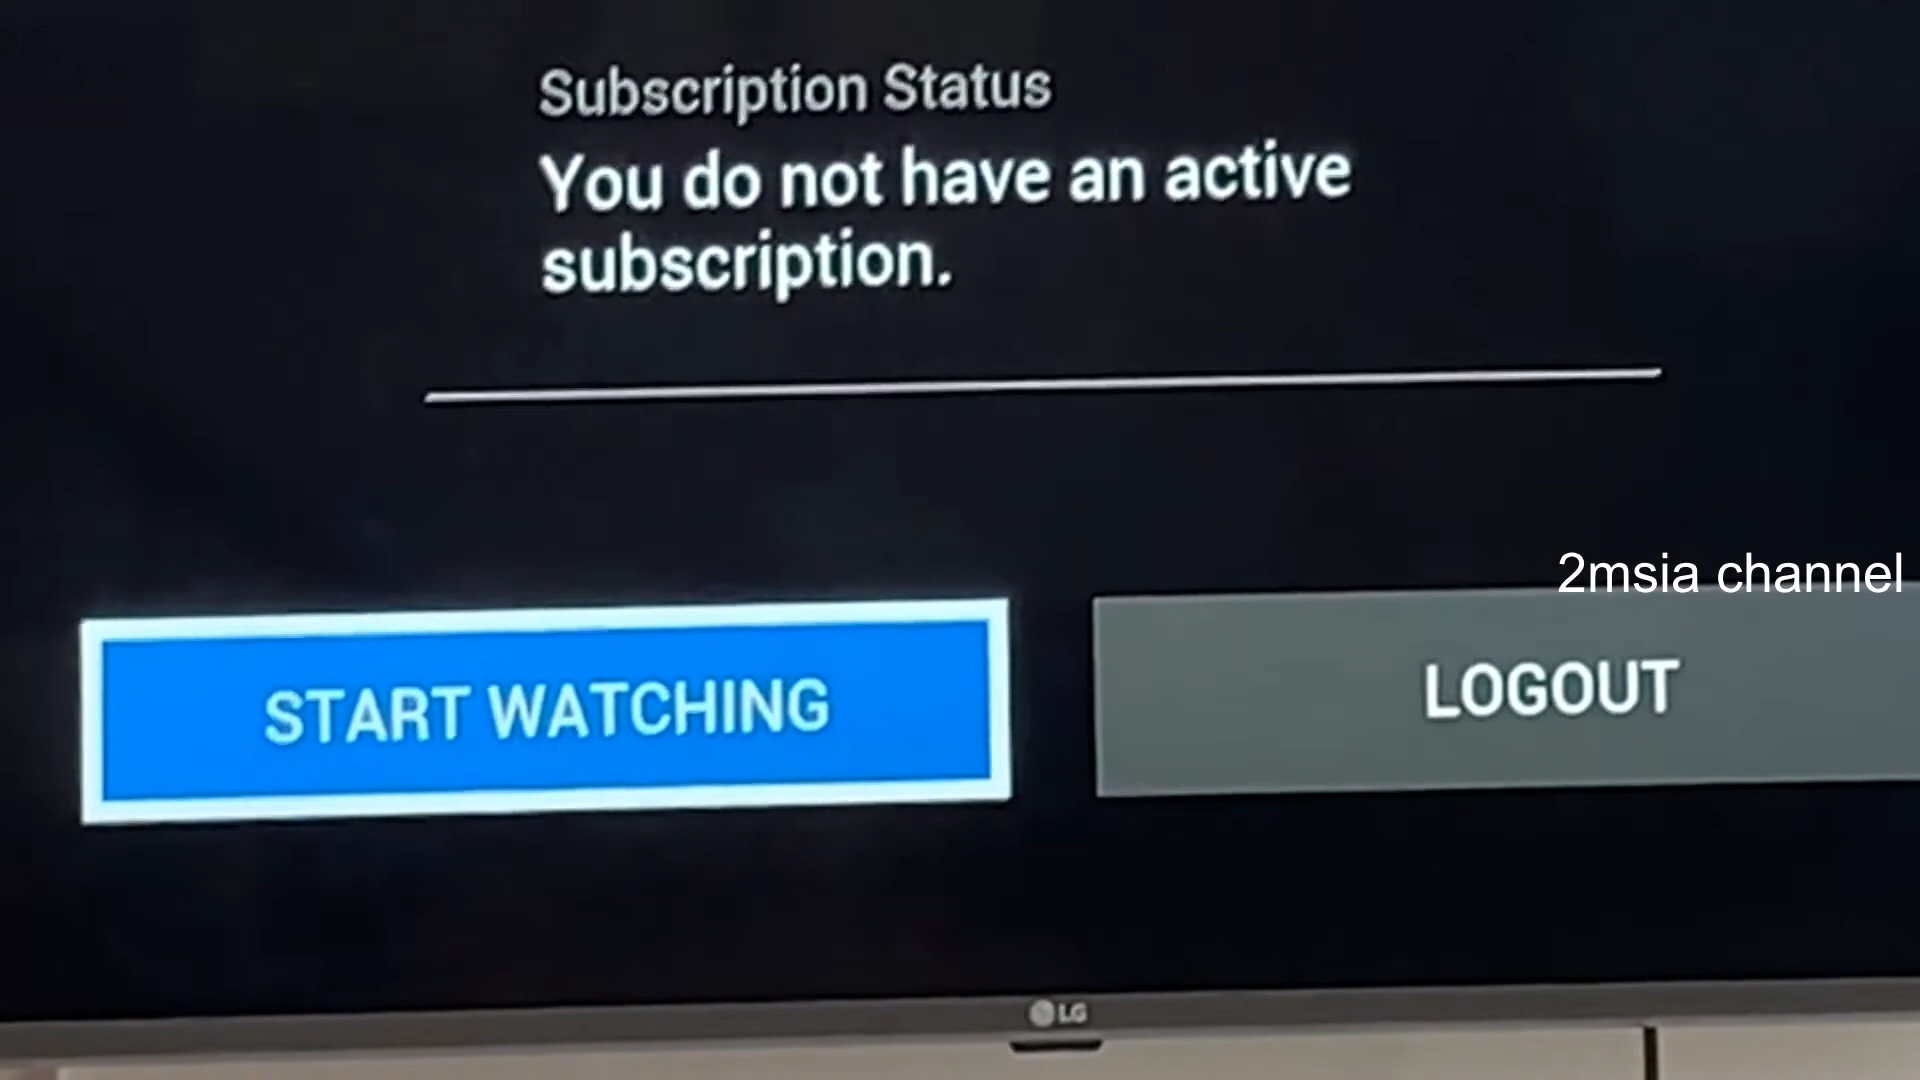 Subscription Status
You do not have an active
subscription.
2msia channel
START WATCHING
LOGOUT
LG